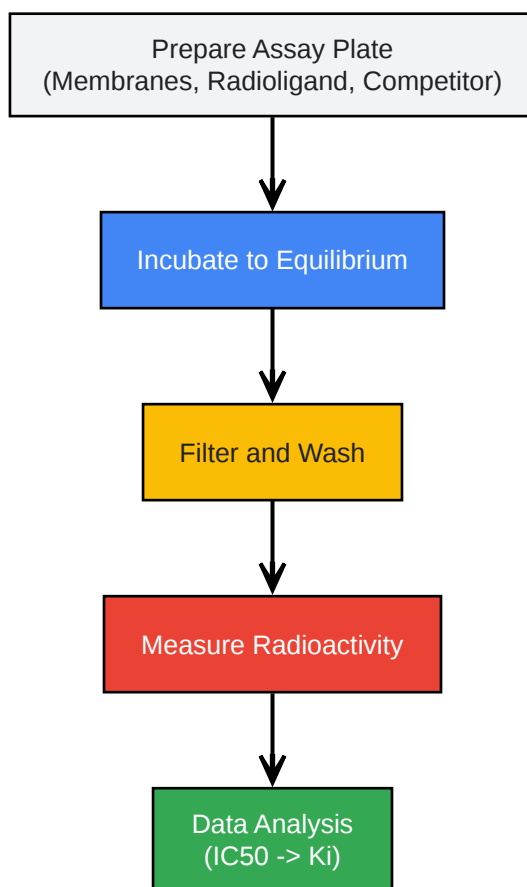 Prepare Assay Plate
(Membranes, Radioligand, Competitor)
Incubate to Equilibrium
Filter and Wash
Measure Radioactivity
Data Analysis
(IC50 -> Ki)